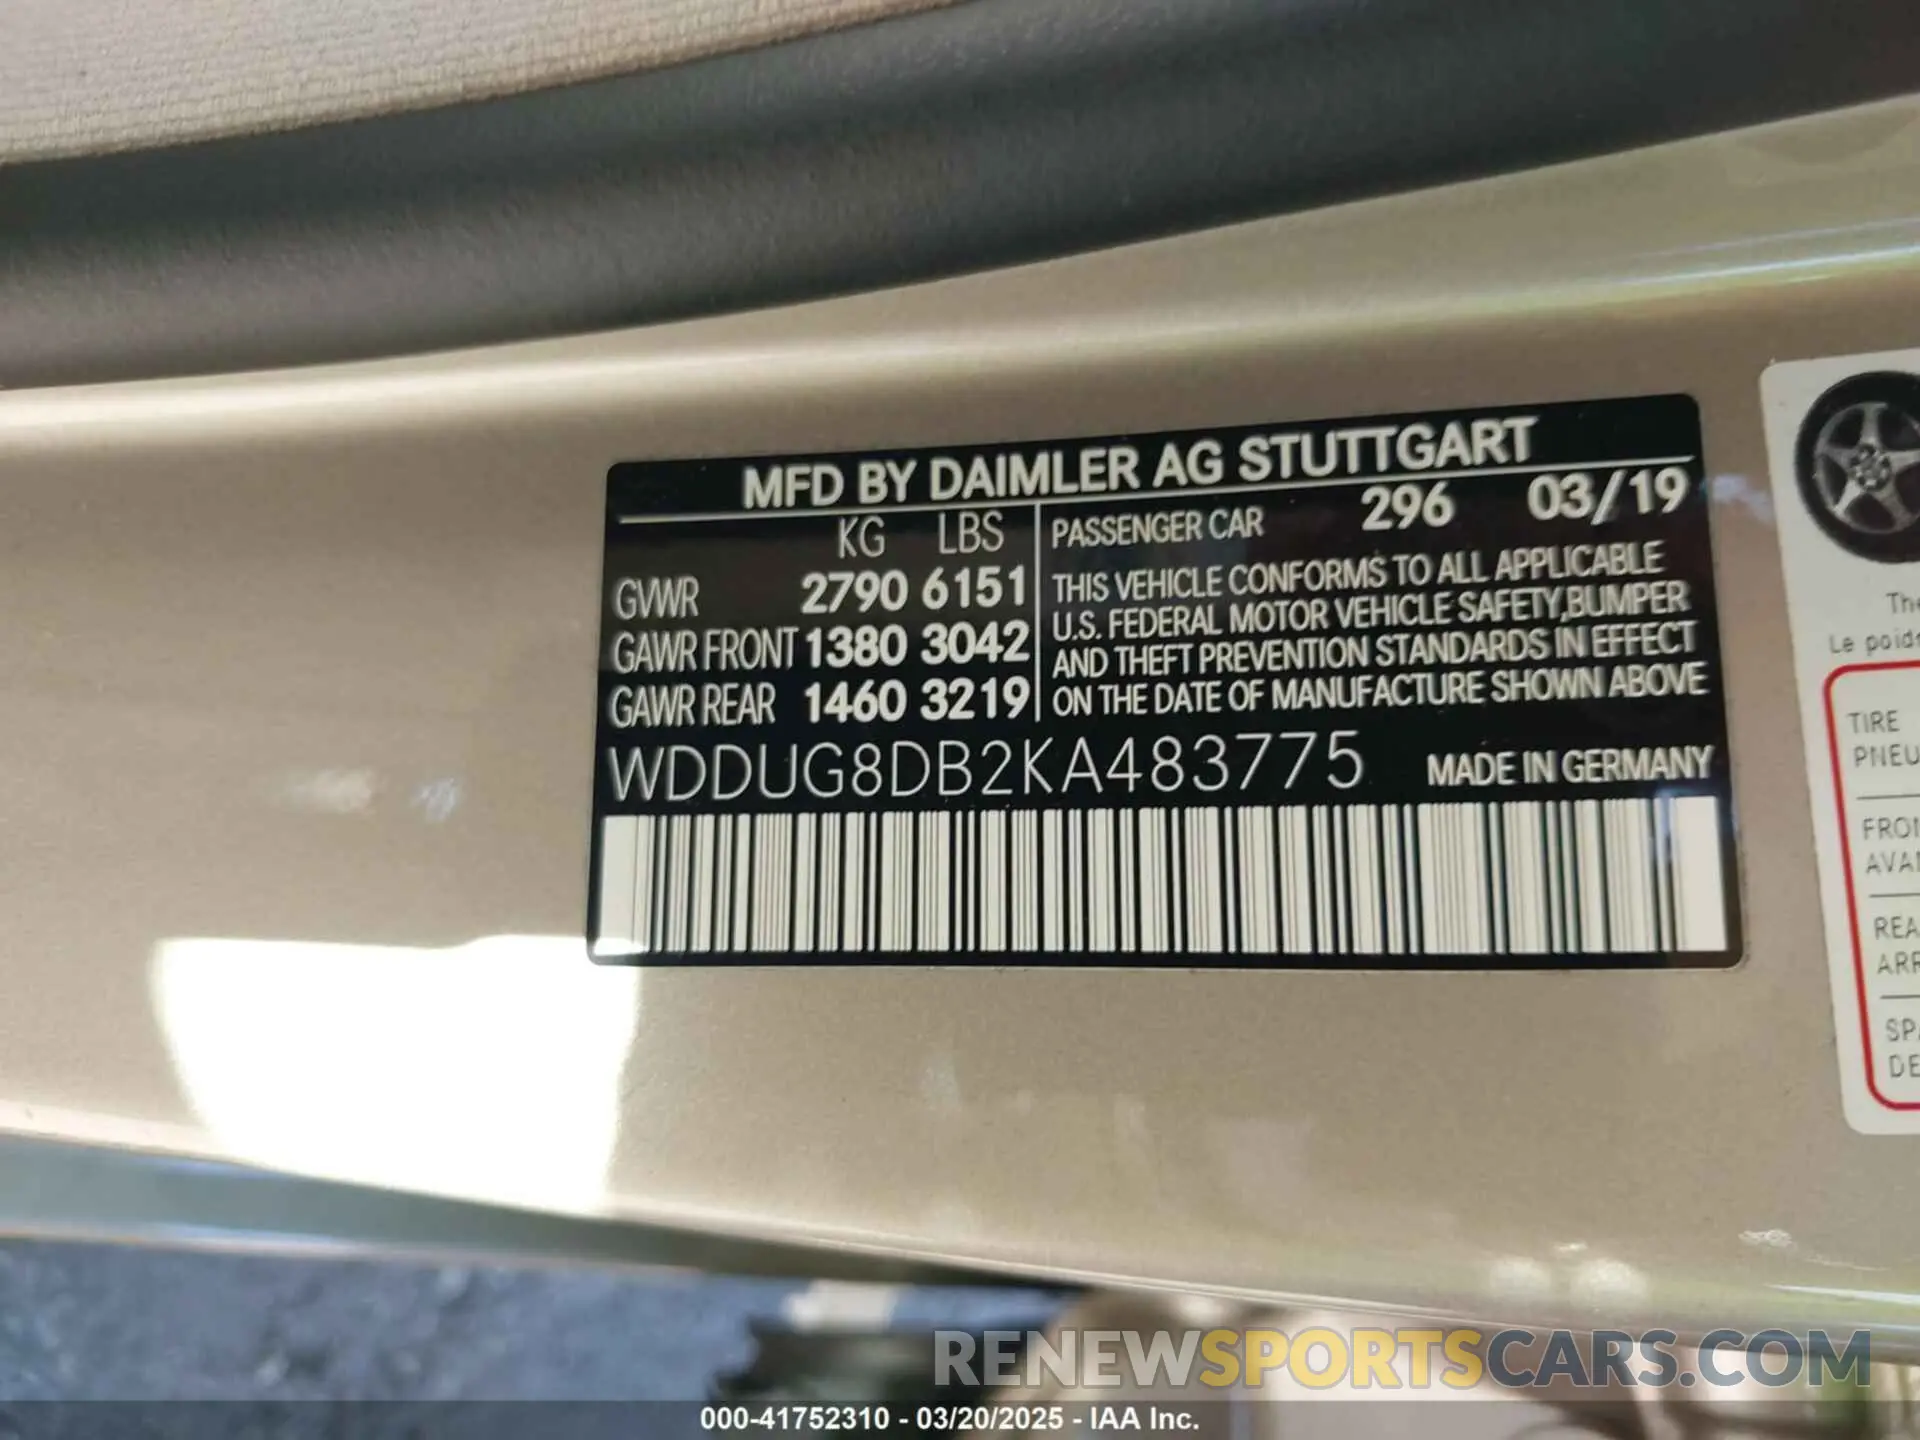 MFD BY DAIMLER AG STUTTGART
KG LBS
GVWR 2790 6151
GAWR FRONT 1380 3042
GAWR REAR 1460 3219
PASSENGER CAR 296 03/19
THIS VEHICLE CONFORMS TO ALL APPLICABLE
U.S. FEDERAL MOTOR VEHICLE SAFETY, BUMPER
AND THEFT PREVENTION STANDARDS IN EFFECT
ON THE DATE OF MANUFACTURE SHOWN ABOVE
WDDUG8DB2KA483775 MADE IN GERMANY
Le
TIRE
RENEWSPORTSCARS.COM
000-41752310 - 03/20/2025 - IAA Inc.